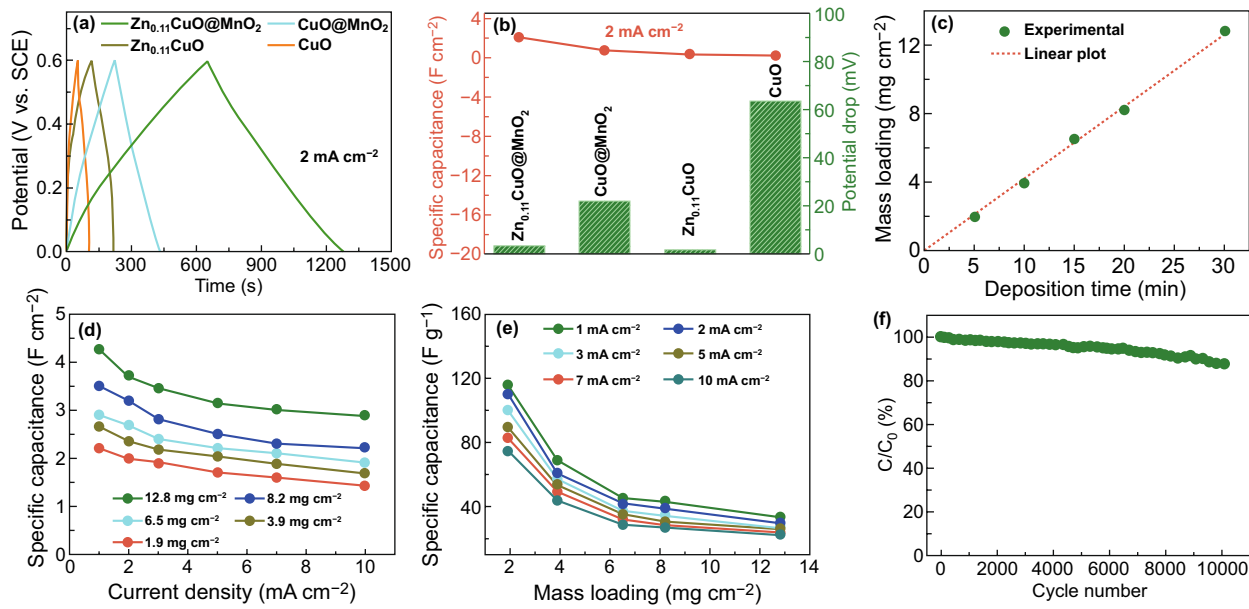 (a)
Zn₀.₁₁CuO@MnO₂
CuO@MnO₂
Zn₀.₁₁CuO
CuO
0.6
0.4
0.2
0.0
Potential (V vs. SCE)
2 mA cm⁻²
0 300 600 900 1200 1500
Time (s)
(b)
2 mA cm⁻²
4
0
−4
−8
−12
−16
−20
Specific capacitance (F cm⁻²)
Zn₀.₁₁CuO@MnO₂
CuO@MnO₂
Zn₀.₁₁CuO
CuO
100
80
60
40
20
0
Potential drop (mV)
(c)
Experimental
Linear plot
12
8
4
0
Mass loading (mg cm⁻²)
0 5 10 15 20 25 30
Deposition time (min)
(d)
5
4
3
2
1
0
Specific capacitance (F cm⁻²)
12.8 mg cm⁻²
8.2 mg cm⁻²
6.5 mg cm⁻²
3.9 mg cm⁻²
1.9 mg cm⁻²
0 2 4 6 8 10
Current density (mA cm⁻²)
(e)
1 mA cm⁻²
2 mA cm⁻²
3 mA cm⁻²
5 mA cm⁻²
7 mA cm⁻²
10 mA cm⁻²
160
120
80
40
Specific capacitance (F g⁻¹)
2 4 6 8 10 12 14
Mass loading (mg cm⁻²)
(f)
100
90
80
70
60
50
C/C₀ (%)
0 2000 4000 6000 8000 10000
Cycle number